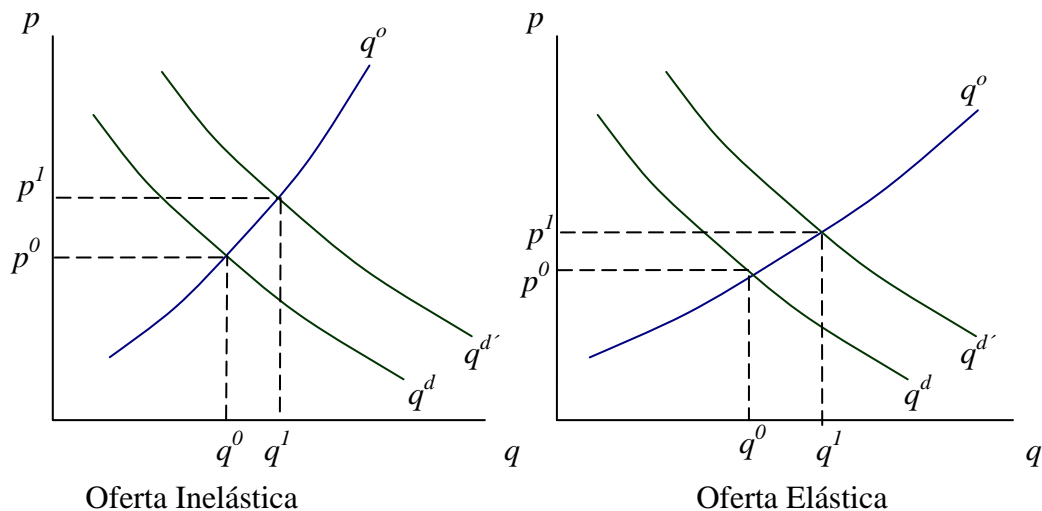 p
q^o
p^1
p^0
q^d´
q^d
q^0 q^1 q
Oferta Inelástica
p
q^o
p^1
p^0
q^d´
q^d
q^0 q^1 q
Oferta Elástica